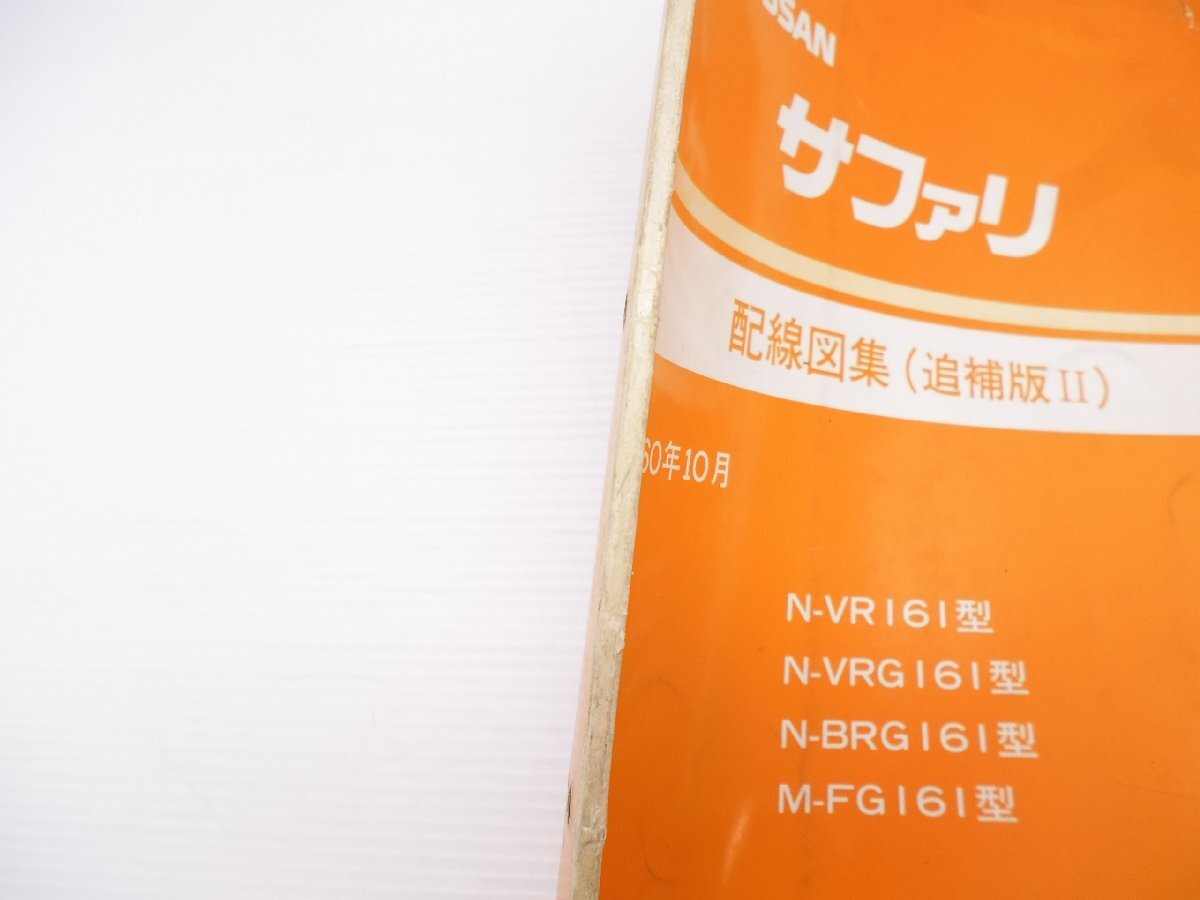 SSAN
サファリ
配線図集(追補版II)
60年10月
N-VR161型
N-VRG161型
N-BRG161型
M-FG161型